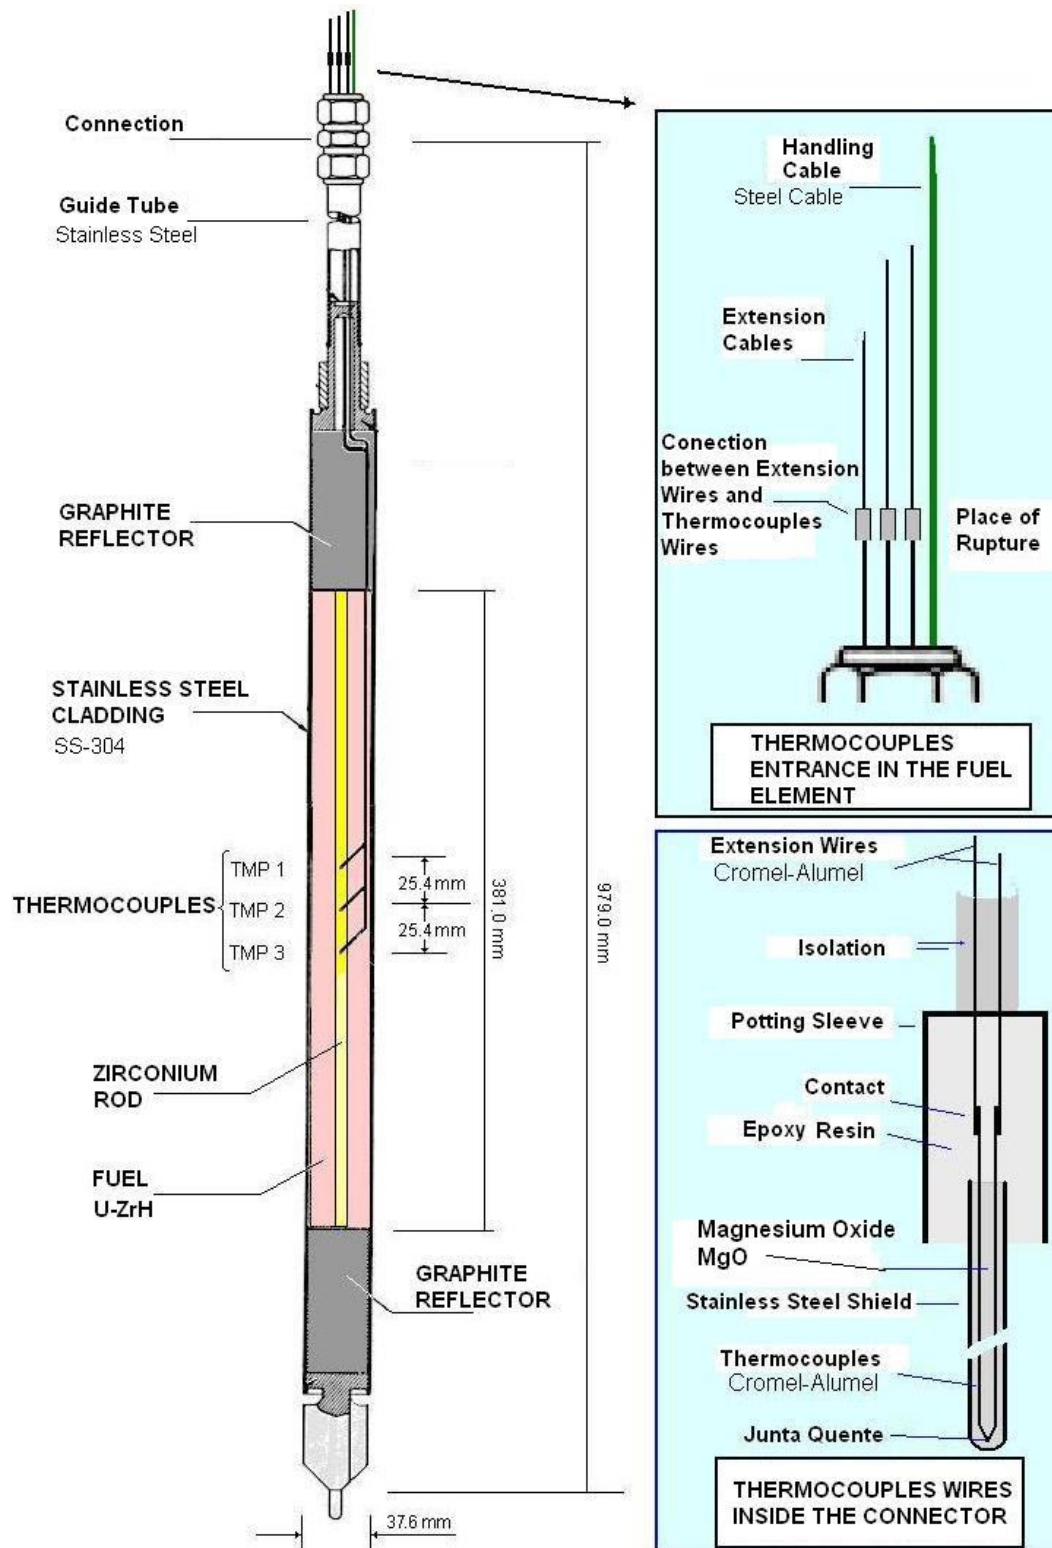 Connection
Guide Tube
Stainless Steel
GRAPHITE
REFLECTOR
STAINLESS STEEL
CLADDING
SS-304
THERMOCOUPLES
TMP 1
TMP 2
TMP 3
25.4 mm
25.4 mm
381.0 mm
979.0 mm
ZIRCONIUM
ROD
FUEL
U-ZrH
GRAPHITE
REFLECTOR
37.6 mm
Handling
Cable
Steel Cable
Extension
Cables
Conection
between Extension
Wires and
Thermocouples
Wires
Place of
Rupture
THERMOCOUPLES
ENTRANCE IN THE FUEL
ELEMENT
Extension Wires
Cromel-Alumel
Isolation
Potting Sleeve
Contact
Epoxy Resin
Magnesium Oxide
MgO
Stainless Steel Shield
Thermocouples
Cromel-Alumel
Junta Quente
THERMOCOUPLES WIRES
INSIDE THE CONNECTOR